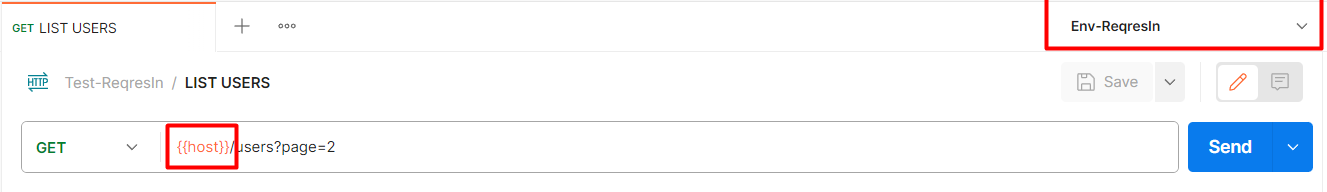 GET LIST USERS
Env-ReqresIn
HTTP Test-ReqresIn / LIST USERS
Save
GET {{host}}/users?page=2
Send